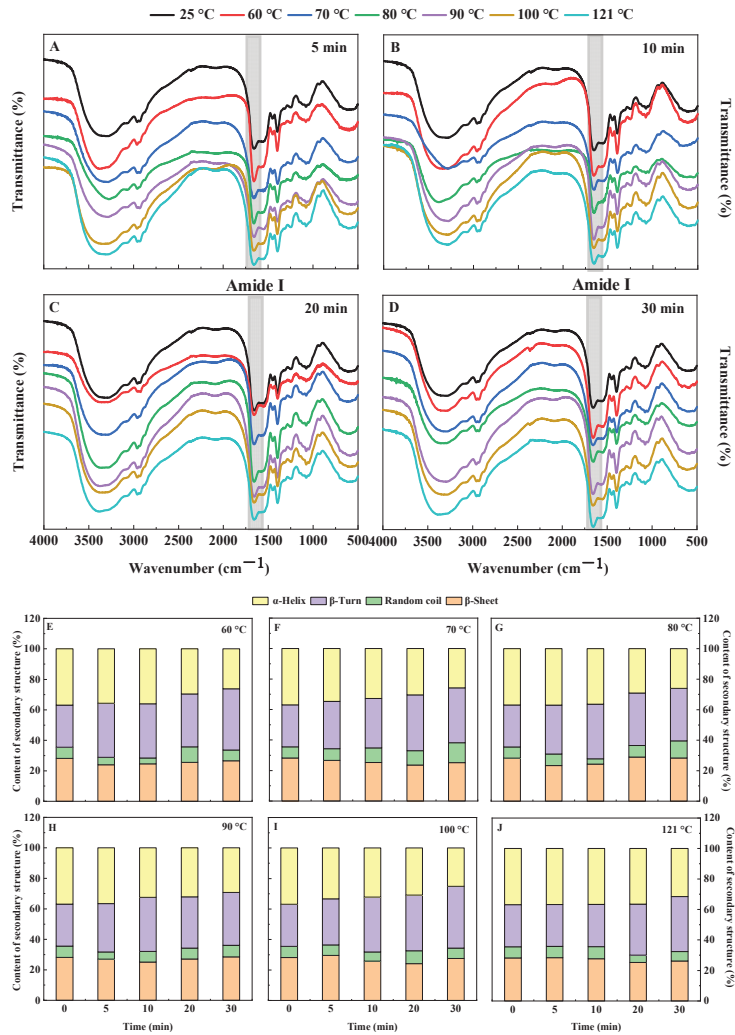 25 °C 60 °C 70 °C 80 °C 90 °C 100 °C 121 °C
A 5 min
B 10 min
Transmittance (%)
Transmittance (%)
Amide I
Amide I
C 20 min
D 30 min
Transmittance (%)
Transmittance (%)
4000 3500 3000 2500 2000 1500 1000 500
4000 3500 3000 2500 2000 1500 1000 500
Wavenumber (cm−1)
Wavenumber (cm−1)
α-Helix β-Turn Random coil β-Sheet
E 60 °C
F 70 °C
G 80 °C
120
100
80
60
40
20
0
120
100
80
60
40
20
0
Content of secondary structure (%)
Content of secondary structure (%)
H 90 °C
I 100 °C
J 121 °C
120
100
80
60
40
20
0
120
100
80
60
40
20
0
Content of secondary structure (%)
Content of secondary structure (%)
0 5 10 20 30
0 5 10 20 30
0 5 10 20 30
Time (min)
Time (min)
Time (min)